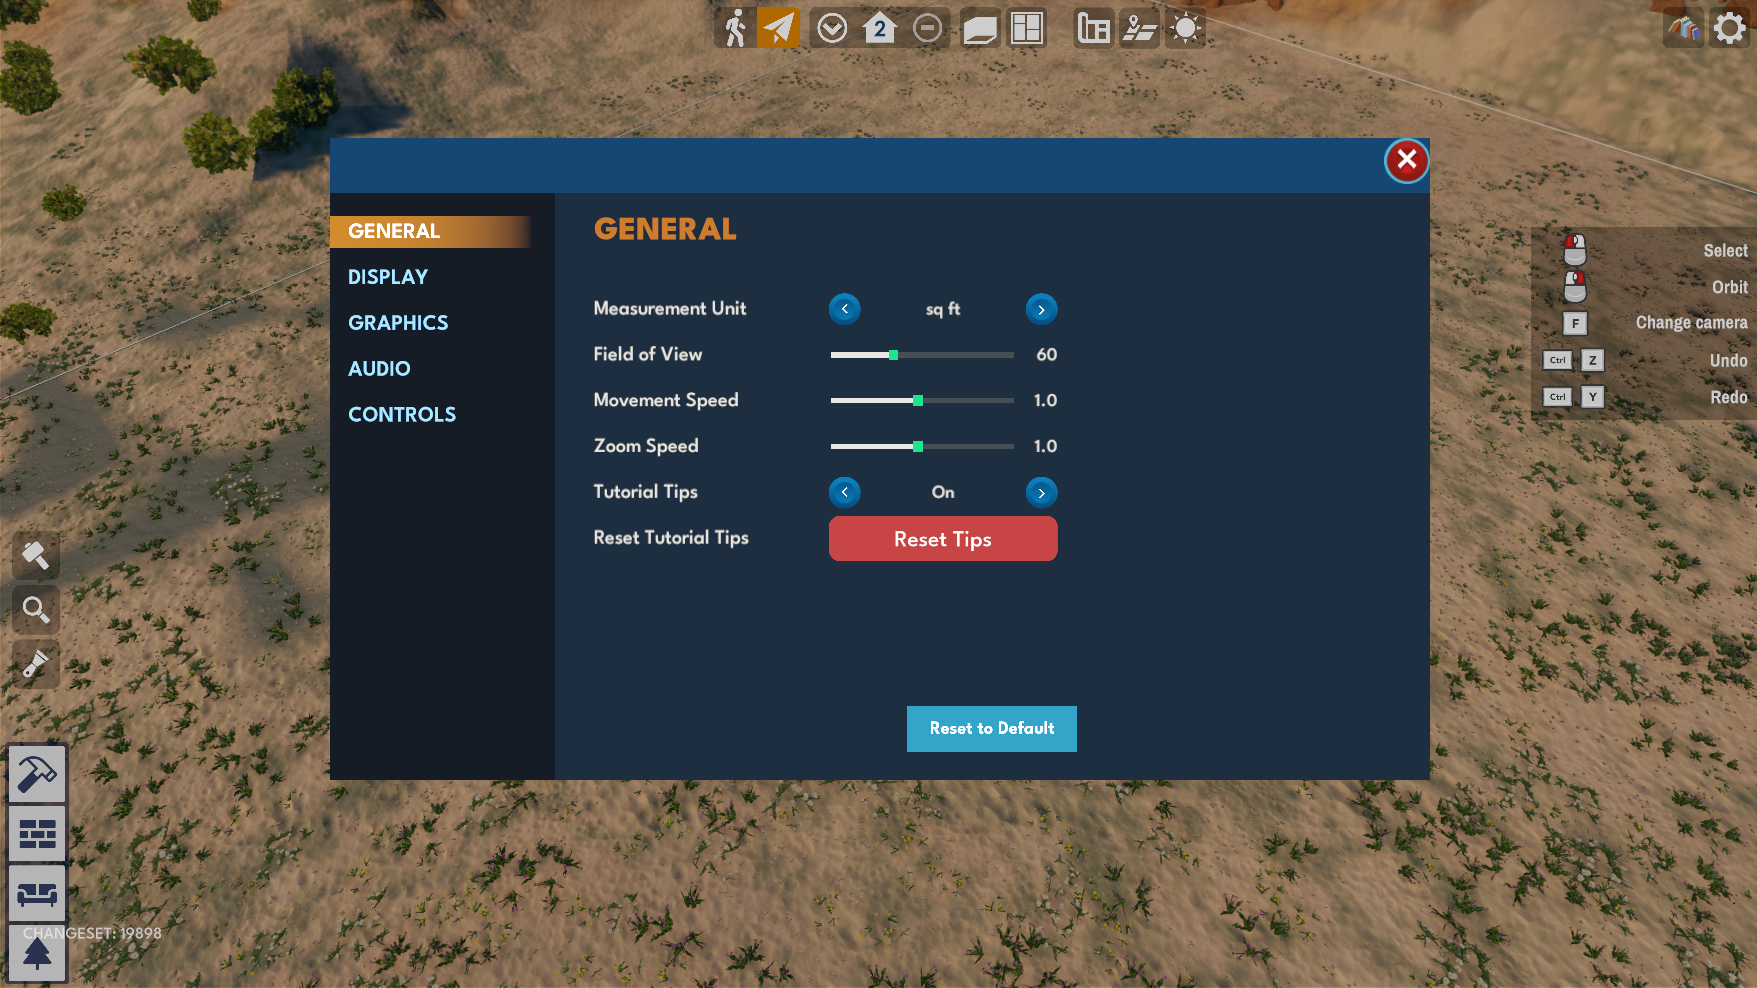 2
GENERAL
DISPLAY
GRAPHICS
AUDIO
CONTROLS
GENERAL
Measurement Unit sq ft
Field of View 60
Movement Speed 1.0
Zoom Speed 1.0
Tutorial Tips On
Reset Tutorial Tips Reset Tips
Reset to Default
Select
Orbit
F Change camera
Ctrl Z Undo
Ctrl Y Redo
CHANGESET: 19898